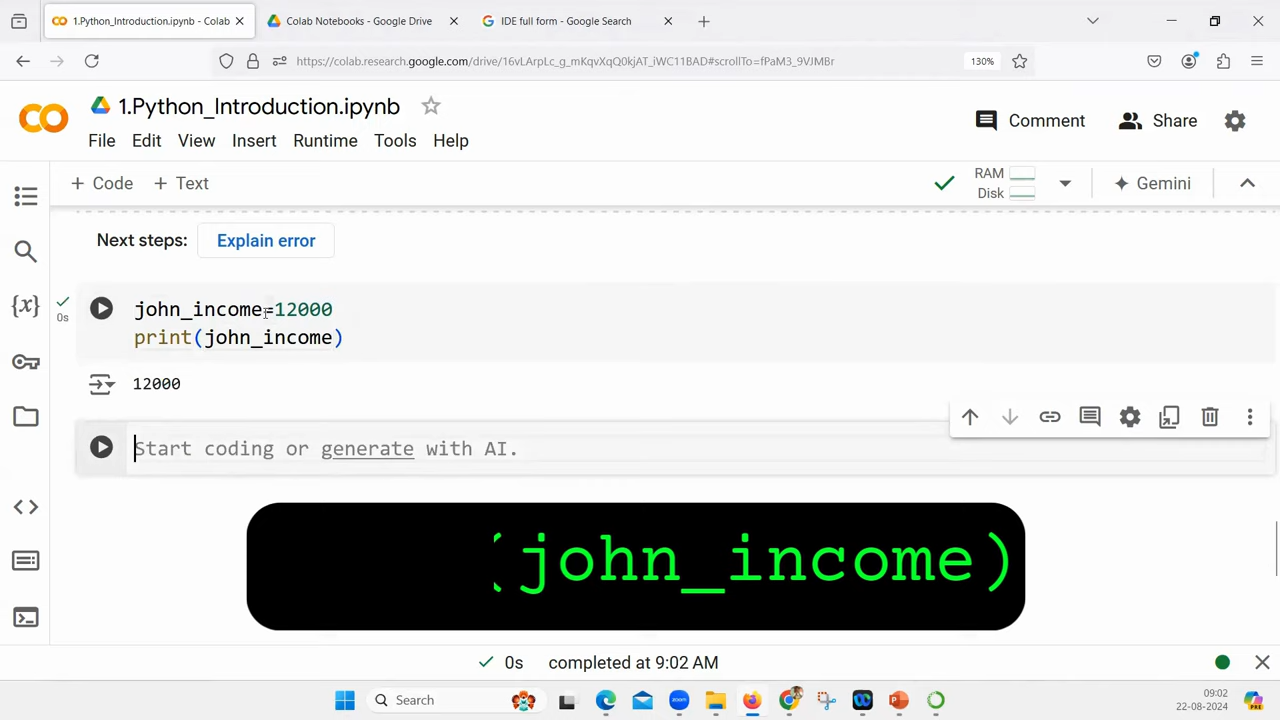 1.Python_Introduction.ipynb - Colab
Colab Notebooks - Google Drive
IDE full form - Google Search
https://colab.research.google.com/drive/16vLArpLc_g_mKqvXqQ0kjAT_iWC11BAD#scrollTo=fPaM3_9VJMBr
130%
1.Python_Introduction.ipynb
Comment
Share
File Edit View Insert Runtime Tools Help
+ Code + Text
RAM
Disk
Gemini
Next steps: Explain error
0s
john_income=12000
print(john_income)
12000
Start coding or generate with AI.
(john_income)
0s completed at 9:02 AM
Search
09:02
22-08-2024